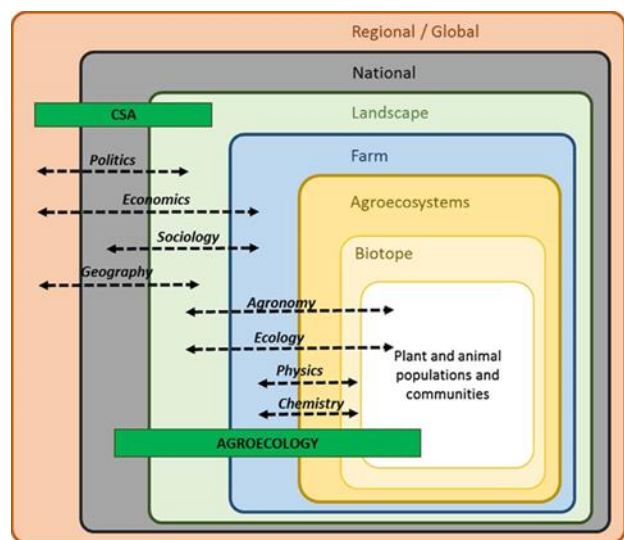 Regional / Global
National
CSA
Landscape
Politics
Farm
Economics
Agroecosystems
Sociology
Biotope
Geography
Agronomy
Ecology
Plant and animal
populations and
communities
Physics
Chemistry
AGROECOLOGY